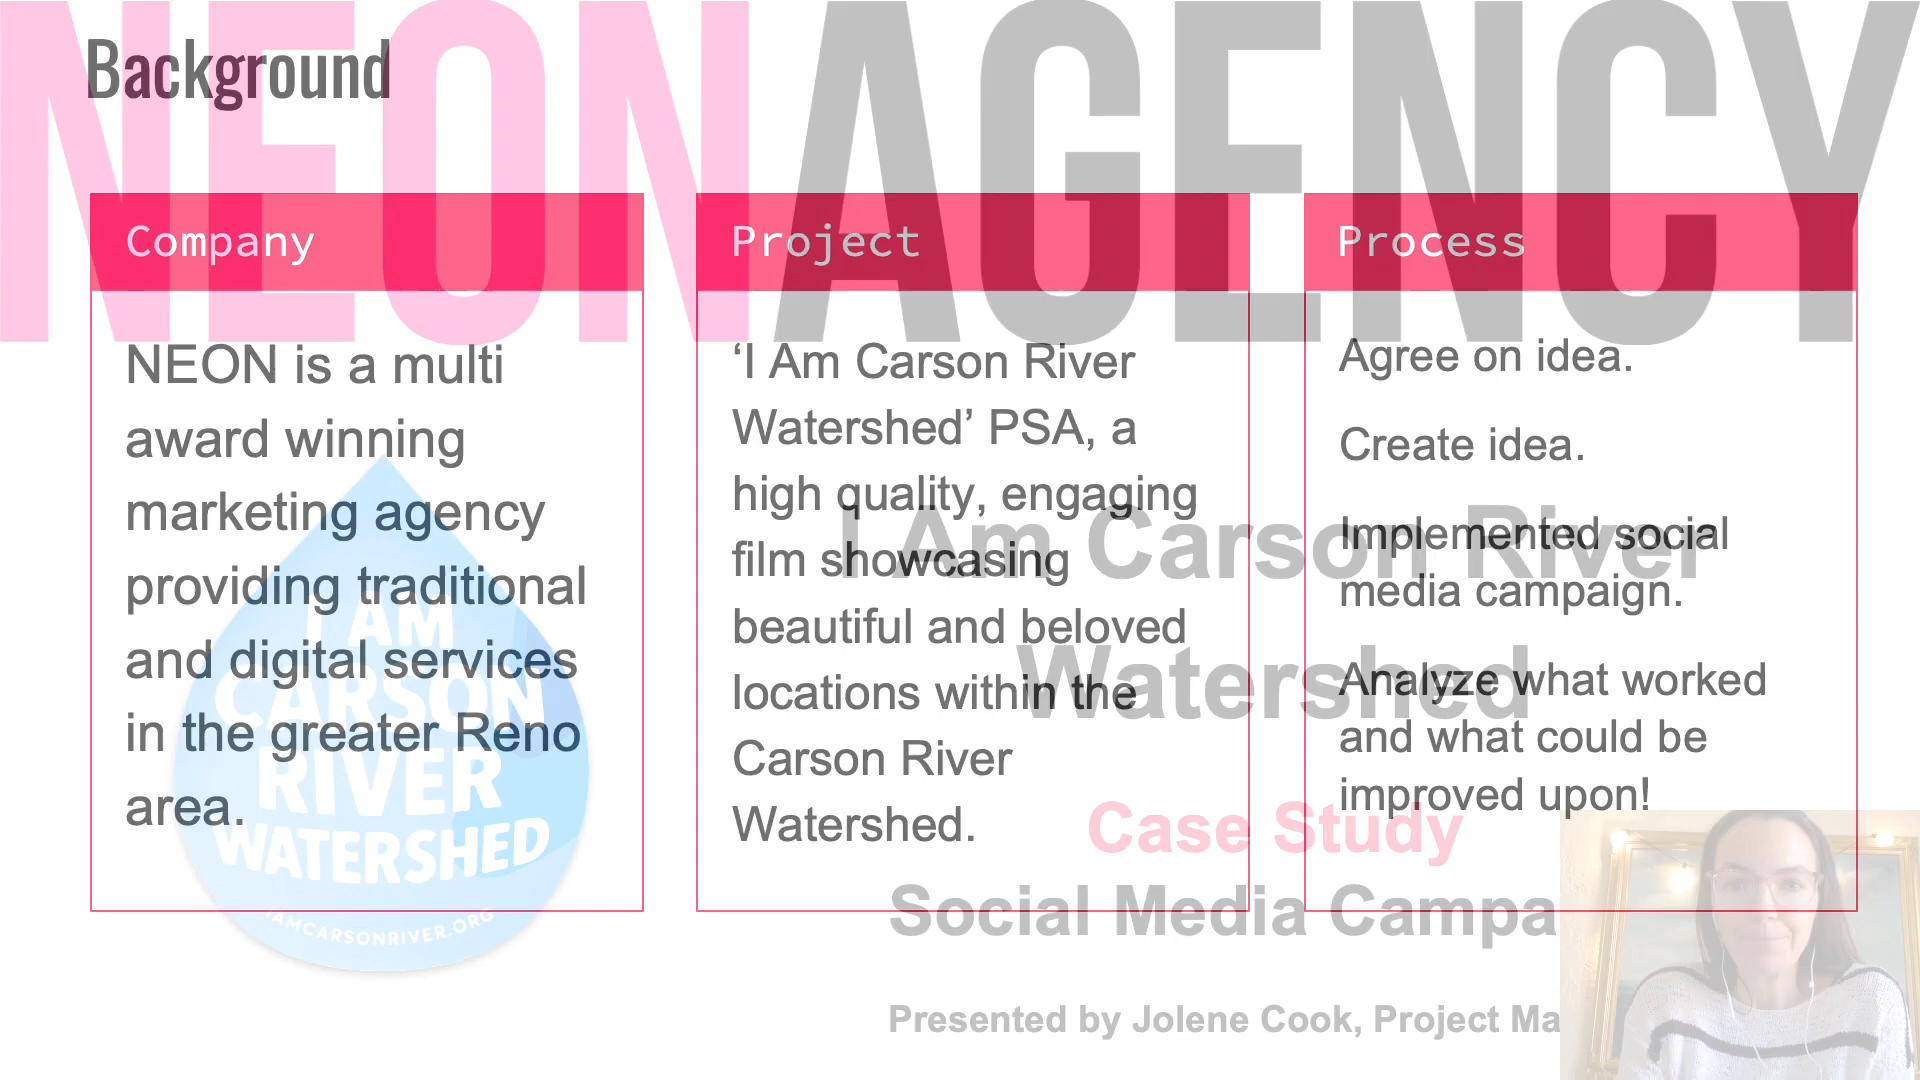 NEONAGENCY
Background
Company
NEON is a multi
award winning
marketing agency
providing traditional
and digital services
in the greater Reno
area.
Project
‘I Am Carson River
Watershed’ PSA, a
high quality, engaging
film showcasing
beautiful and beloved
locations within the
Carson River
Watershed.
Process
Agree on idea.
Create idea.
Implemented social
media campaign.
Analyze what worked
and what could be
improved upon!
I AM
CARSON
RIVER
WATERSHED
IAMCARSONRIVER.ORG
I Am Carson River
Watershed
Case Study
Social Media Campa
Presented by Jolene Cook, Project Ma